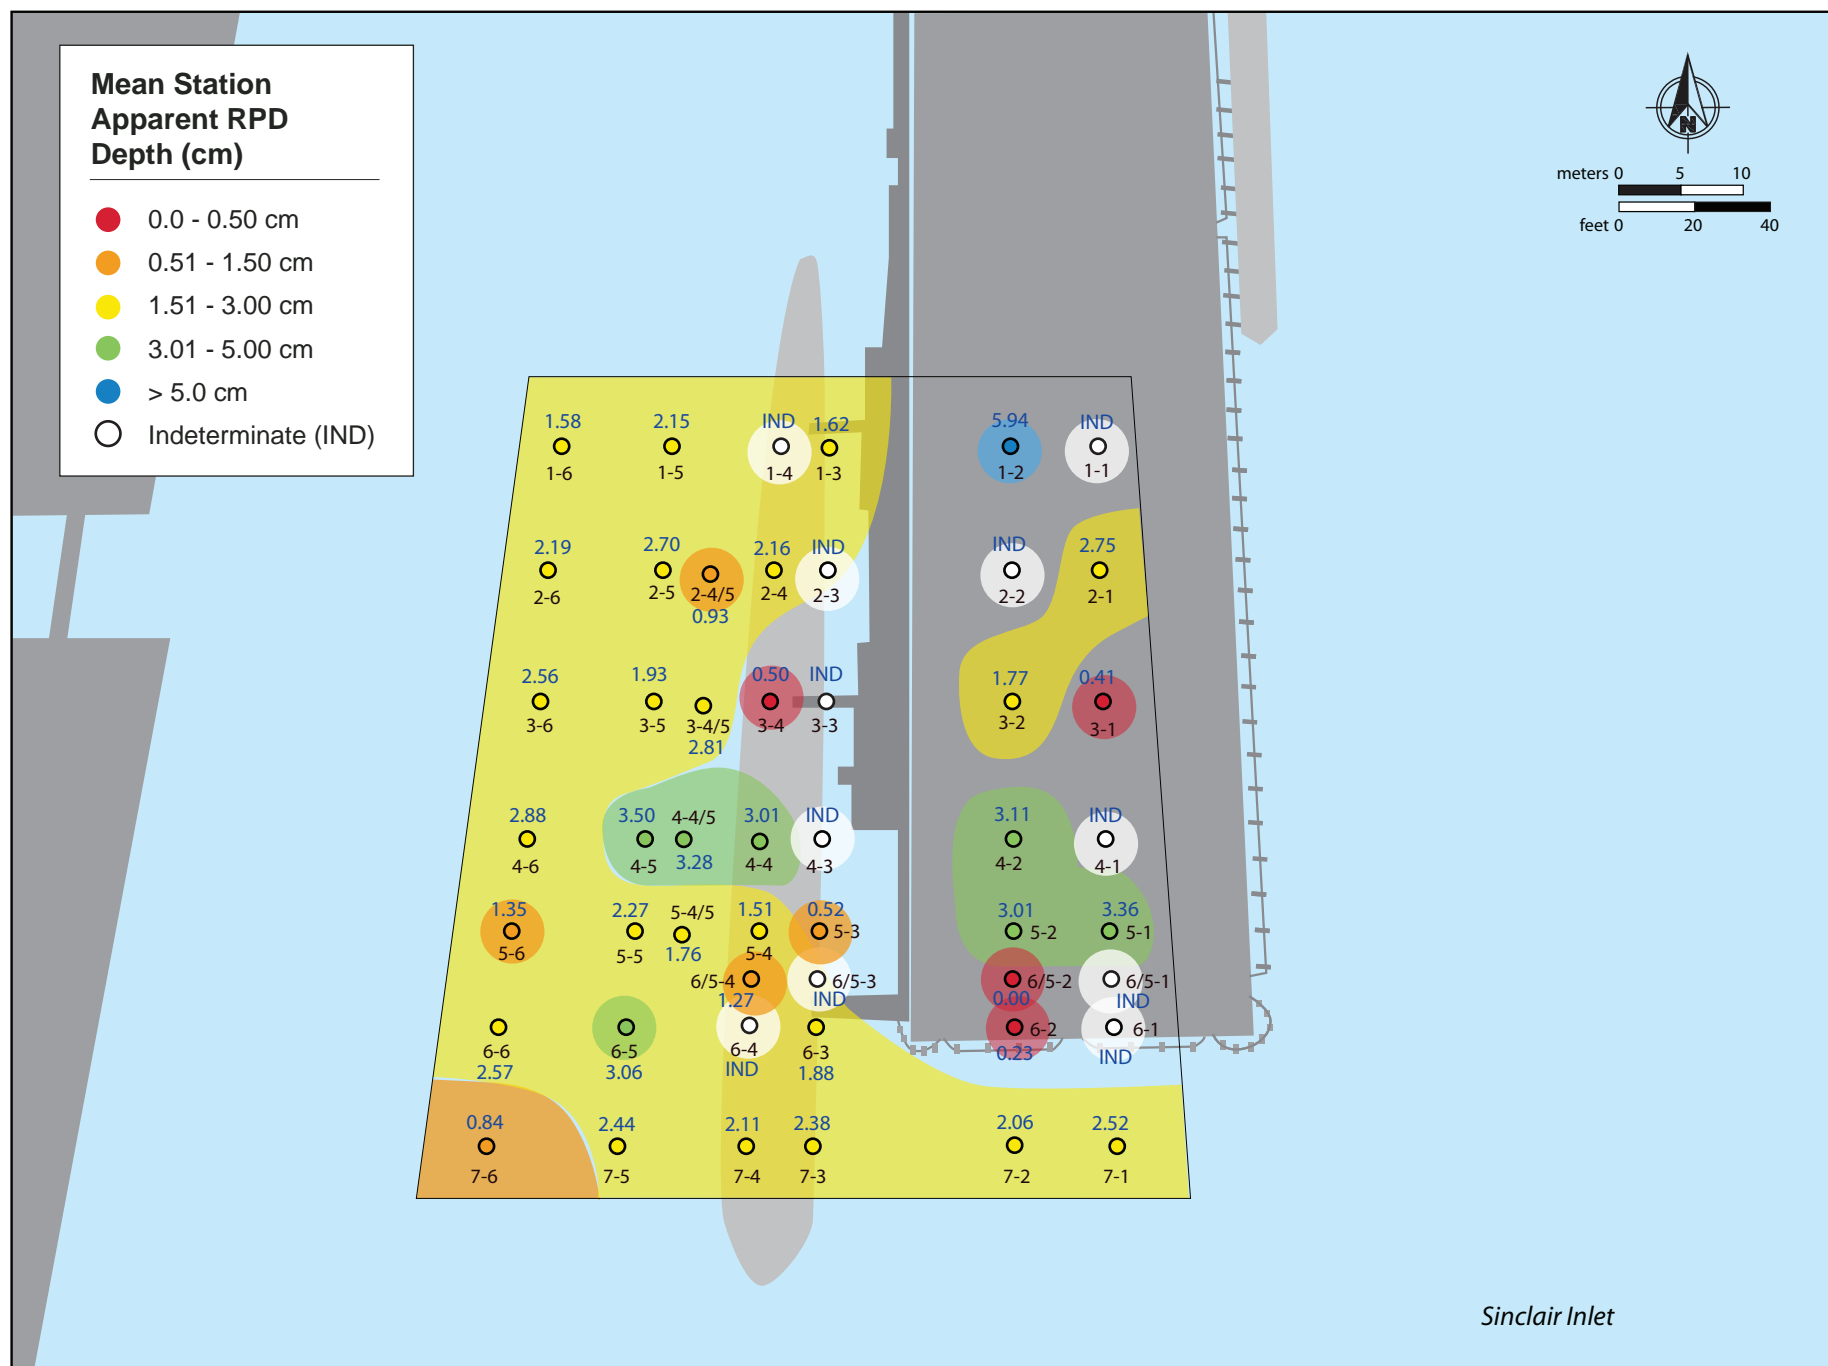 Mean Station
Apparent RPD
Depth (cm)
0.0 - 0.50 cm
0.51 - 1.50 cm
1.51 - 3.00 cm
3.01 - 5.00 cm
> 5.0 cm
Indeterminate (IND)
N
meters 0 5 10
feet 0 20 40
1.58 2.15 IND 1.62 5.94 IND
1-6 1-5 1-4 1-3 1-2 1-1
2.19 2.70 2.16 IND IND 2.75
2-6 2-5 2-4/5 2-4 2-3 2-2 2-1
0.93
2.56 1.93 0.50 IND 1.77 0.41
3-6 3-5 3-4/5 3-4 3-3 3-2 3-1
2.81
2.88 3.50 4-4/5 3.01 IND 3.11 IND
4-6 4-5 3.28 4-4 4-3 4-2 4-1
1.35 2.27 5-4/5 1.51 0.52 3.01 3.36
5-6 5-5 1.76 5-4 5-3 5-2 5-1
6/5-4 6/5-3 6/5-2 6/5-1
1.27 IND 0.00 IND
6-6 6-5 6-4 6-3 6-2 6-1
2.57 3.06 IND 1.88 0.23 IND
0.84 2.44 2.11 2.38 2.06 2.52
7-6 7-5 7-4 7-3 7-2 7-1
Sinclair Inlet